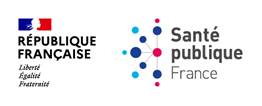 RÉPUBLIQUE
FRANÇAISE
Liberté
Égalité
Fraternité
Santé
publique
France